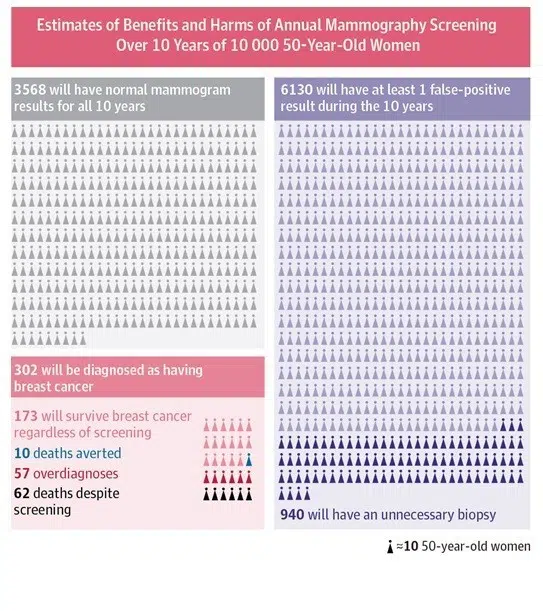 Estimates of Benefits and Harms of Annual Mammography Screening
Over 10 Years of 10 000 50-Year-Old Women
3568 will have normal mammogram
results for all 10 years
6130 will have at least 1 false-positive
result during the 10 years
302 will be diagnosed as having
breast cancer
173 will survive breast cancer
regardless of screening
10 deaths averted
57 overdiagnoses
62 deaths despite
screening
940 will have an unnecessary biopsy
≈10 50-year-old women